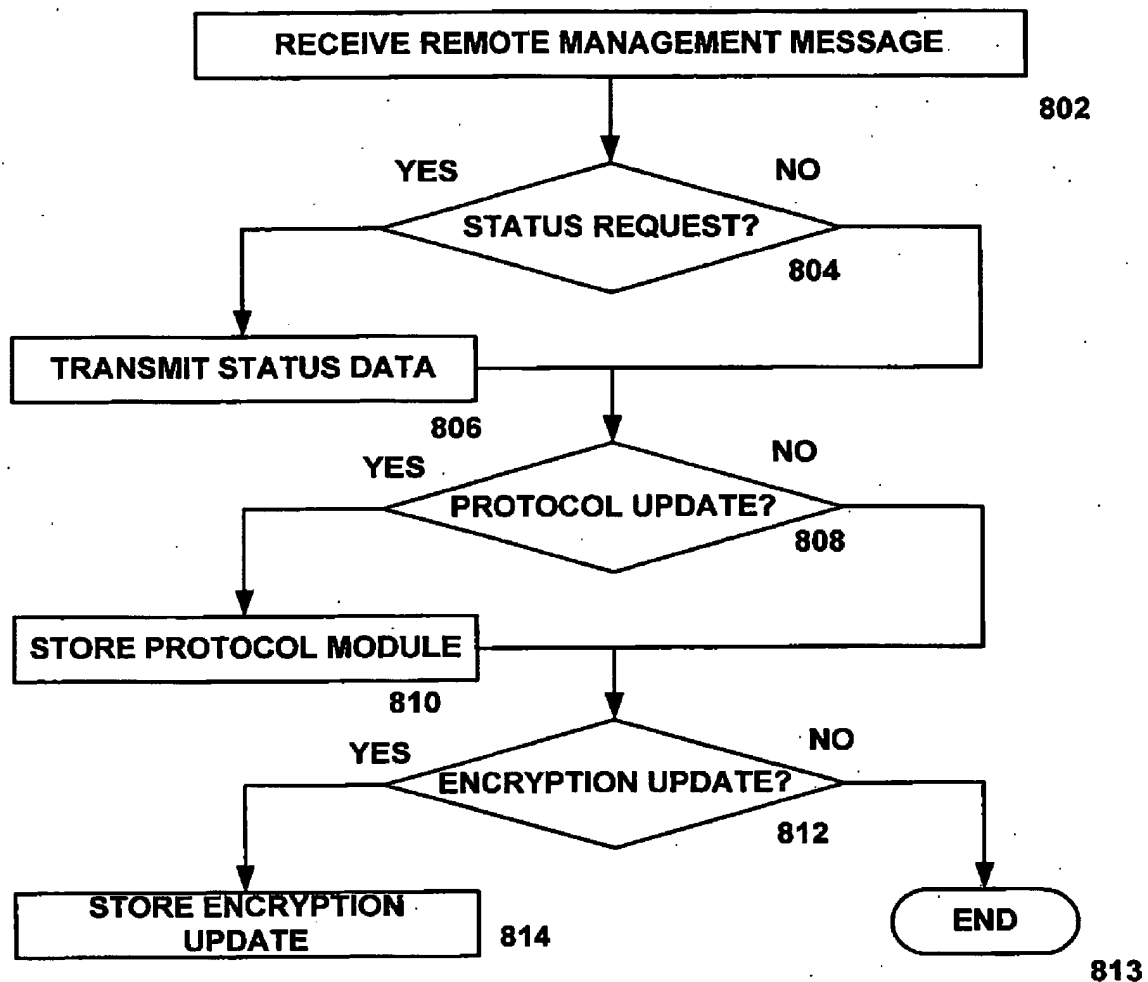 RECEIVE REMOTE MANAGEMENT MESSAGE
802
YES
NO
STATUS REQUEST?
804
TRANSMIT STATUS DATA
806
YES
NO
PROTOCOL UPDATE?
808
STORE PROTOCOL MODULE
810
YES
NO
ENCRYPTION UPDATE?
812
STORE ENCRYPTION
UPDATE
814
END
813